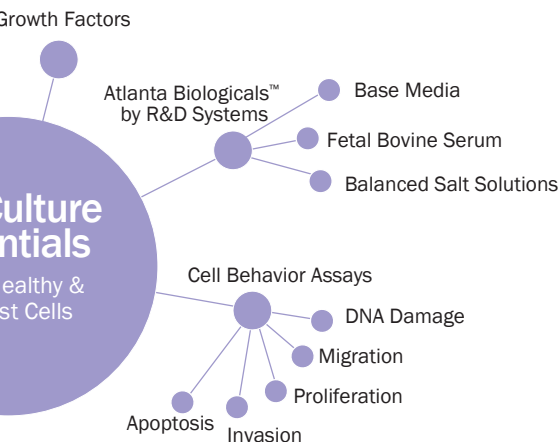 Growth Factors
Atlanta Biologicals™
by R&D Systems
Base Media
Fetal Bovine Serum
Balanced Salt Solutions
Culture
ntials
ealthy &
st Cells
Cell Behavior Assays
DNA Damage
Migration
Proliferation
Apoptosis
Invasion